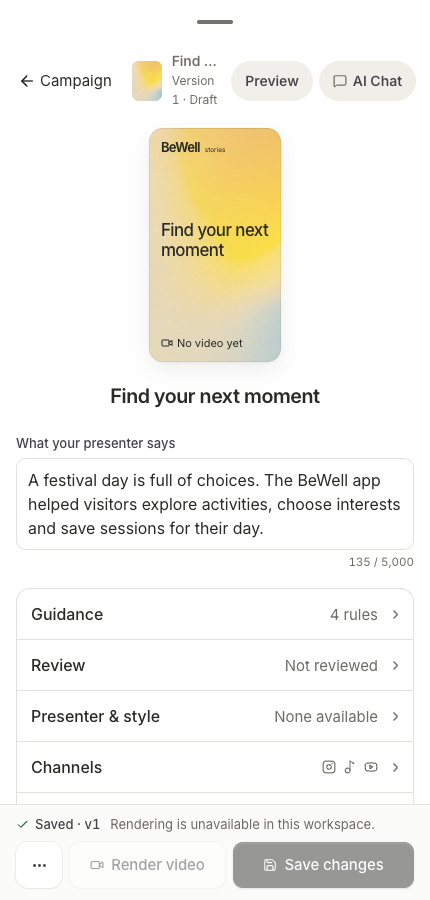 Campaign
Find ...
Version
1 · Draft
Preview
AI Chat
BeWell stories
Find your next
moment
No video yet
Find your next moment
What your presenter says
A festival day is full of choices. The BeWell app
helped visitors explore activities, choose interests
and save sessions for their day.
135 / 5,000
Guidance 4 rules
Review Not reviewed
Presenter & style None available
Channels
Saved · v1 Rendering is unavailable in this workspace.
Render video
Save changes